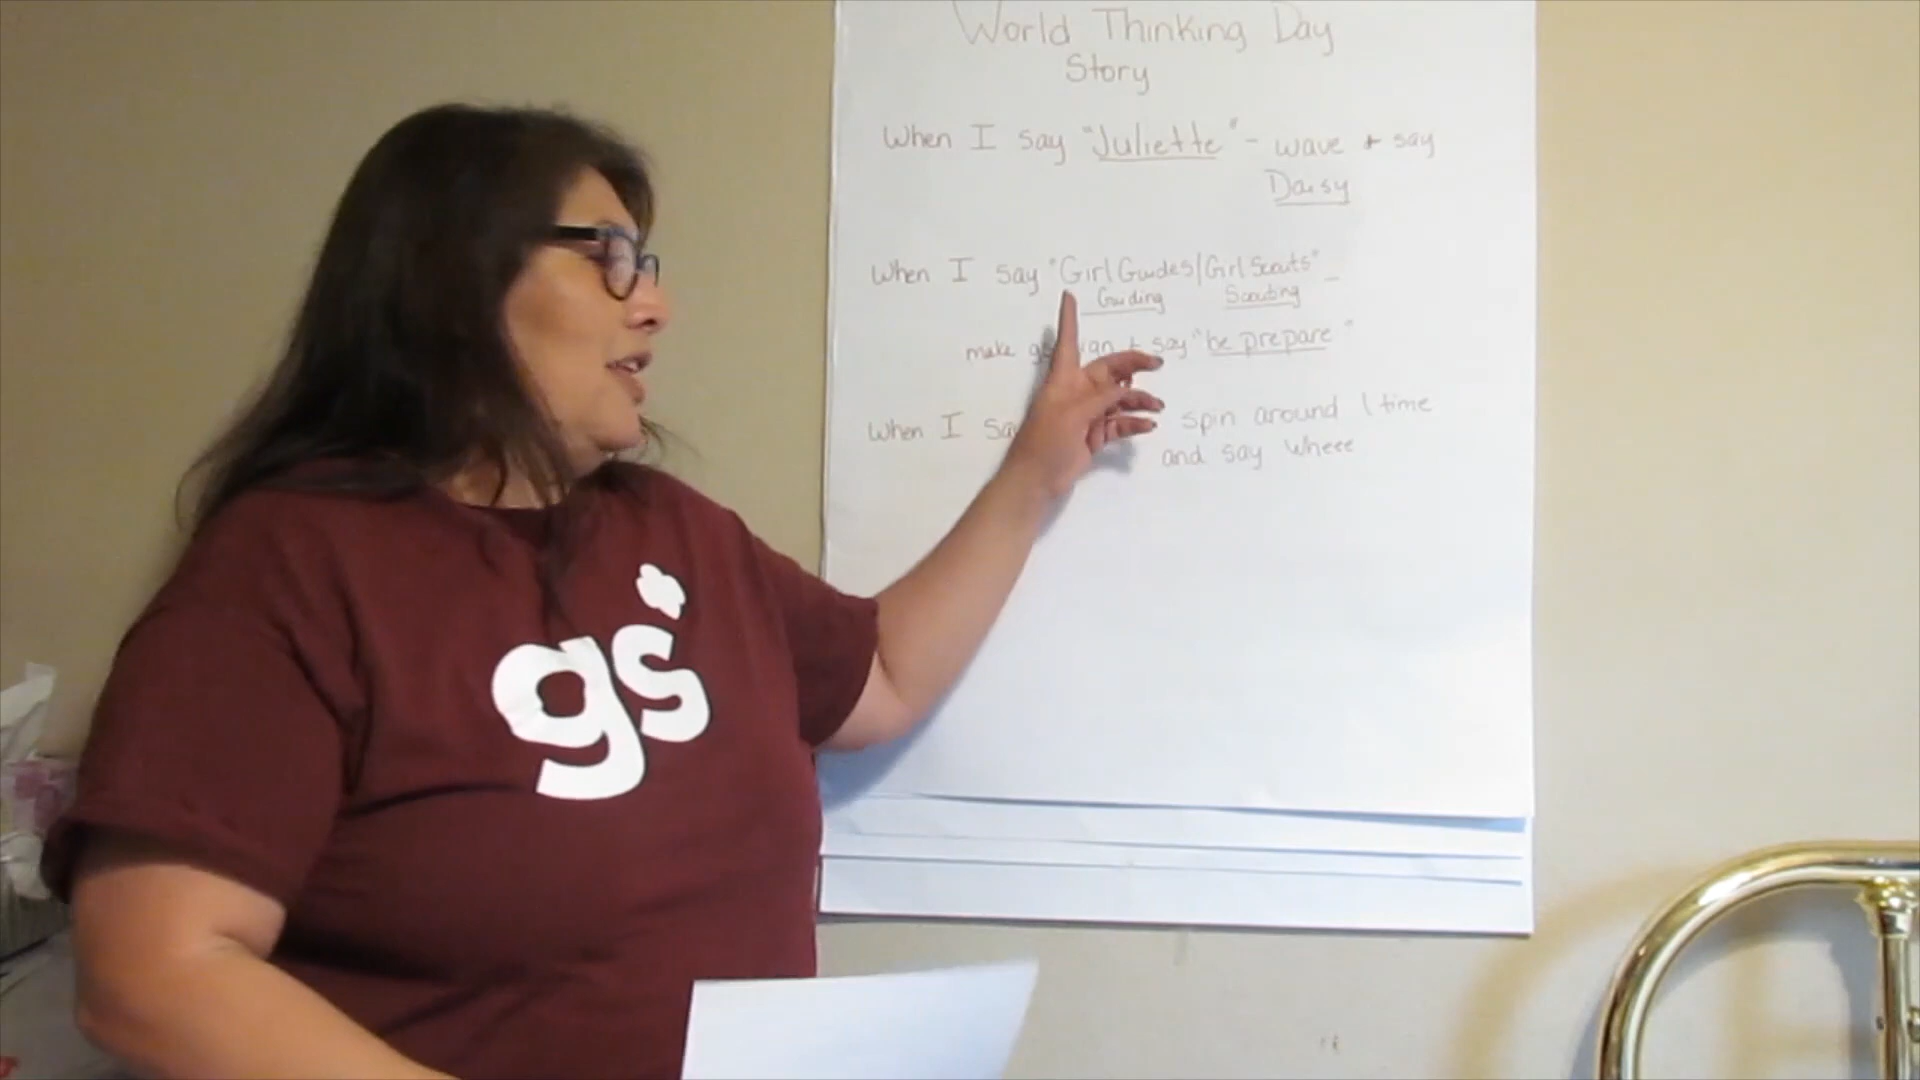 World Thinking Day
Story
When I say "Juliette" - wave + say
Daisy
When I say "Girl Guides/Girl Scouts" -
Guiding Scouting
make say "be prepare"
When I spin around 1 time
and say wheee
gs